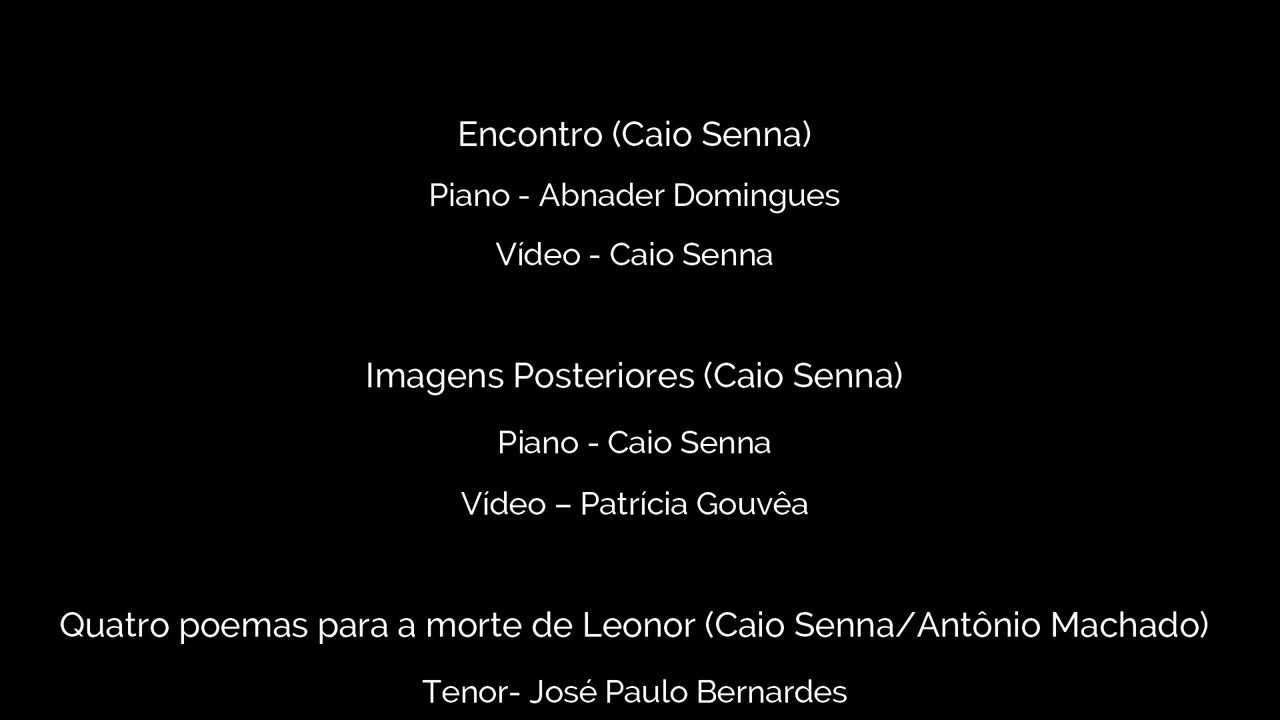 Encontro (Caio Senna)
Piano - Abnader Domingues
Vídeo - Caio Senna
Imagens Posteriores (Caio Senna)
Piano - Caio Senna
Vídeo – Patrícia Gouvêa
Quatro poemas para a morte de Leonor (Caio Senna/Antônio Machado)
Tenor- José Paulo Bernardes